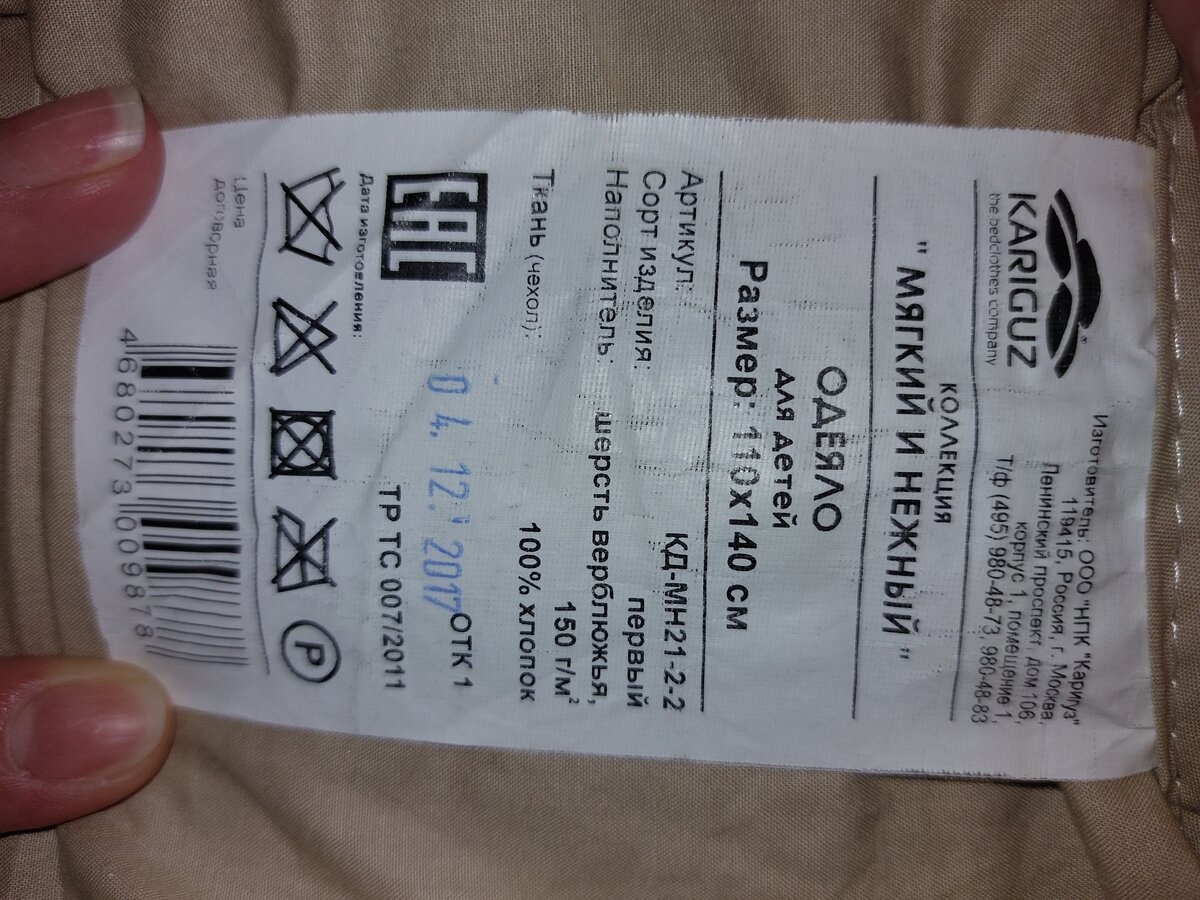 KARIGUZ
the bedclothes company
Изготовитель: ООО "НПК "Каригуз"
119415, Россия, г. Москва,
Ленинский проспект, дом 106,
корпус 1, помещение 1,
Т/ф (495) 980-48-73, 980-48-83
КОЛЛЕКЦИЯ
" МЯГКИЙ И НЕЖНЫЙ "
ОДЕЯЛО
для детей
Размер: 110х140 см
Артикул: КД-МН21-2-2
Сорт изделия: первый
Наполнитель: шерсть верблюжья,
150 г/м²
Ткань (чехол): 100% хлопок
EAC
ОТК 1
04. 12. 2017
ТР ТС 007/2011
Дата изготовления:
P
Цена
договорная
4680273009878